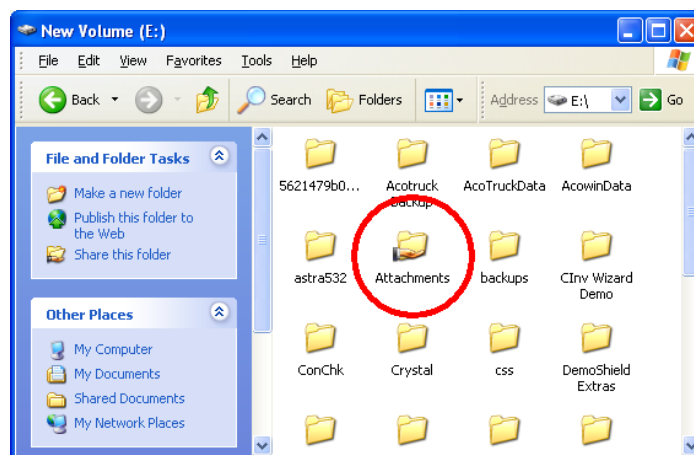 New Volume (E:)
File Edit View Favorites Tools Help
Back Search Folders Address E:\ Go
File and Folder Tasks
Make a new folder
Publish this folder to
the Web
Share this folder
Other Places
My Computer
My Documents
Shared Documents
My Network Places
5621479b0... Acotruck AcoTruckData AcowinData
Backup
astra532 Attachments backups CInv Wizard
Demo
ConChk Crystal css DemoShield
Extras